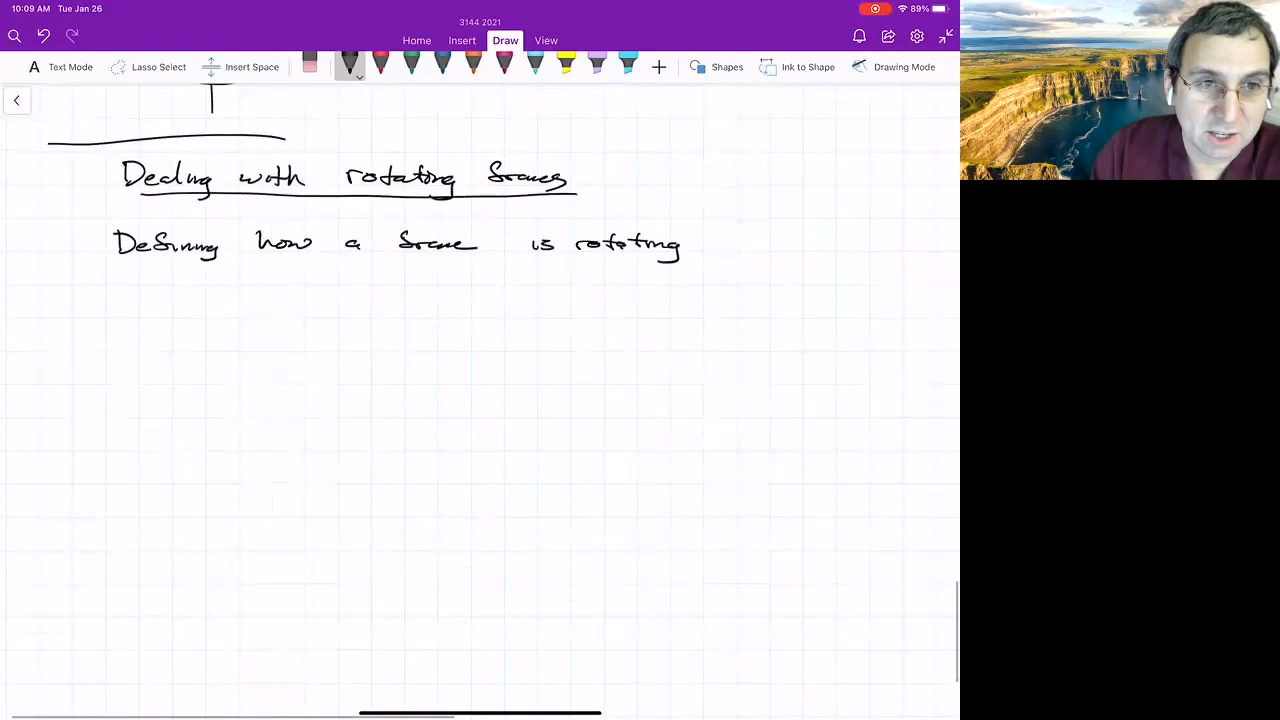 10:09 AM Tue Jan 26
89%
3144 2021
Home Insert Draw View
Text Mode Lasso Select Insert Space Shapes Ink to Shape Drawing Mode
Dealing with rotating frames
Defining how a frame is rotating